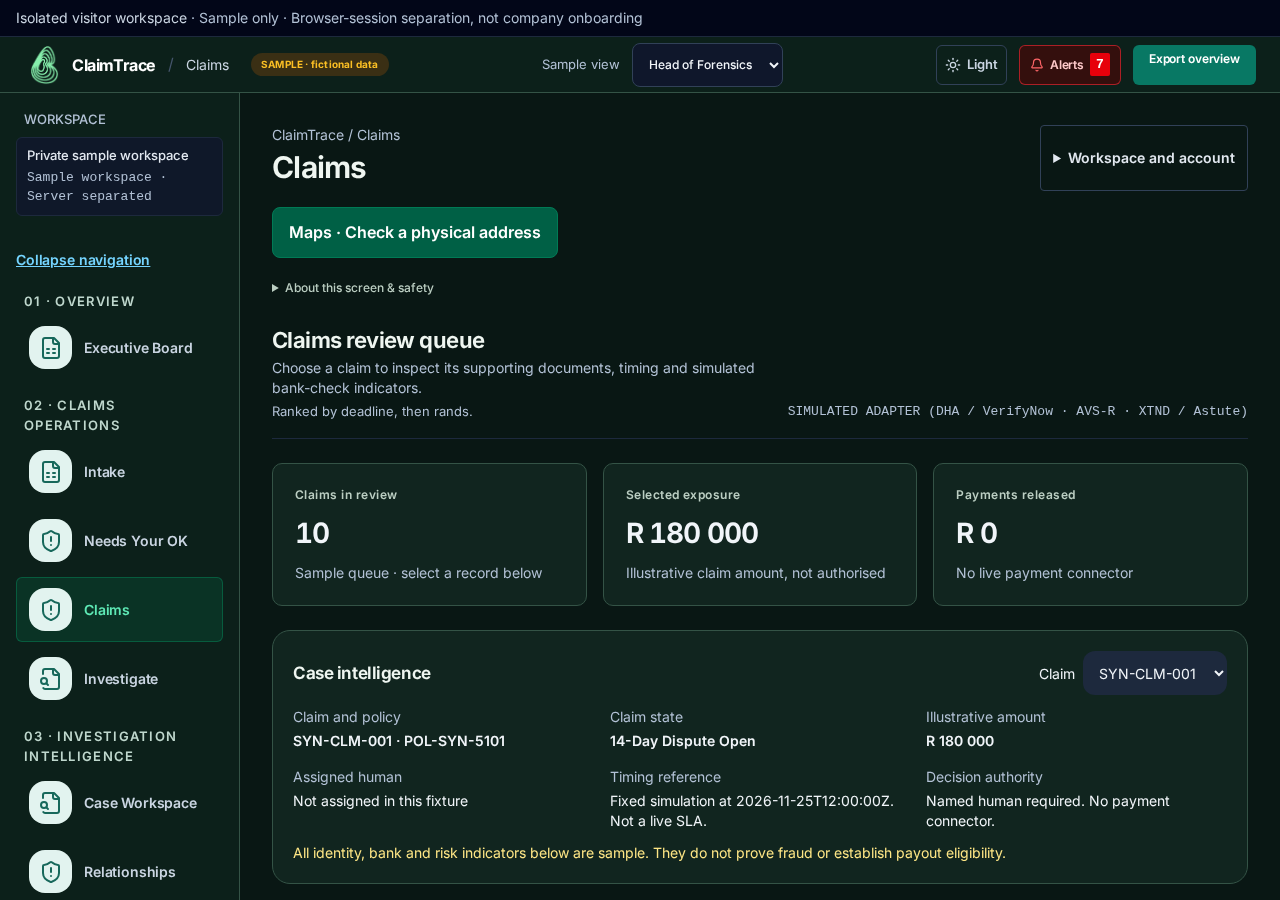 Isolated visitor workspace · Sample only · Browser-session separation, not company onboarding
ClaimTrace / Claims
SAMPLE · fictional data
Sample view
Head of Forensics
Light
Alerts 7
Export overview
WORKSPACE
Private sample workspace
Sample workspace ·
Server separated
Collapse navigation
01 · OVERVIEW
Executive Board
02 · CLAIMS
OPERATIONS
Intake
Needs Your OK
Claims
Investigate
03 · INVESTIGATION
INTELLIGENCE
Case Workspace
Relationships
ClaimTrace / Claims
Claims
Workspace and account
Maps · Check a physical address
About this screen & safety
Claims review queue
Choose a claim to inspect its supporting documents, timing and simulated
bank-check indicators.
Ranked by deadline, then rands.
SIMULATED ADAPTER (DHA / VerifyNow · AVS-R · XTND / Astute)
Claims in review
10
Sample queue · select a record below
Selected exposure
R 180 000
Illustrative claim amount, not authorised
Payments released
R 0
No live payment connector
Case intelligence
Claim
SYN-CLM-001
Claim and policy
SYN-CLM-001 · POL-SYN-5101
Claim state
14-Day Dispute Open
Illustrative amount
R 180 000
Assigned human
Not assigned in this fixture
Timing reference
Fixed simulation at 2026-11-25T12:00:00Z.
Not a live SLA.
Decision authority
Named human required. No payment
connector.
All identity, bank and risk indicators below are sample. They do not prove fraud or establish payout eligibility.